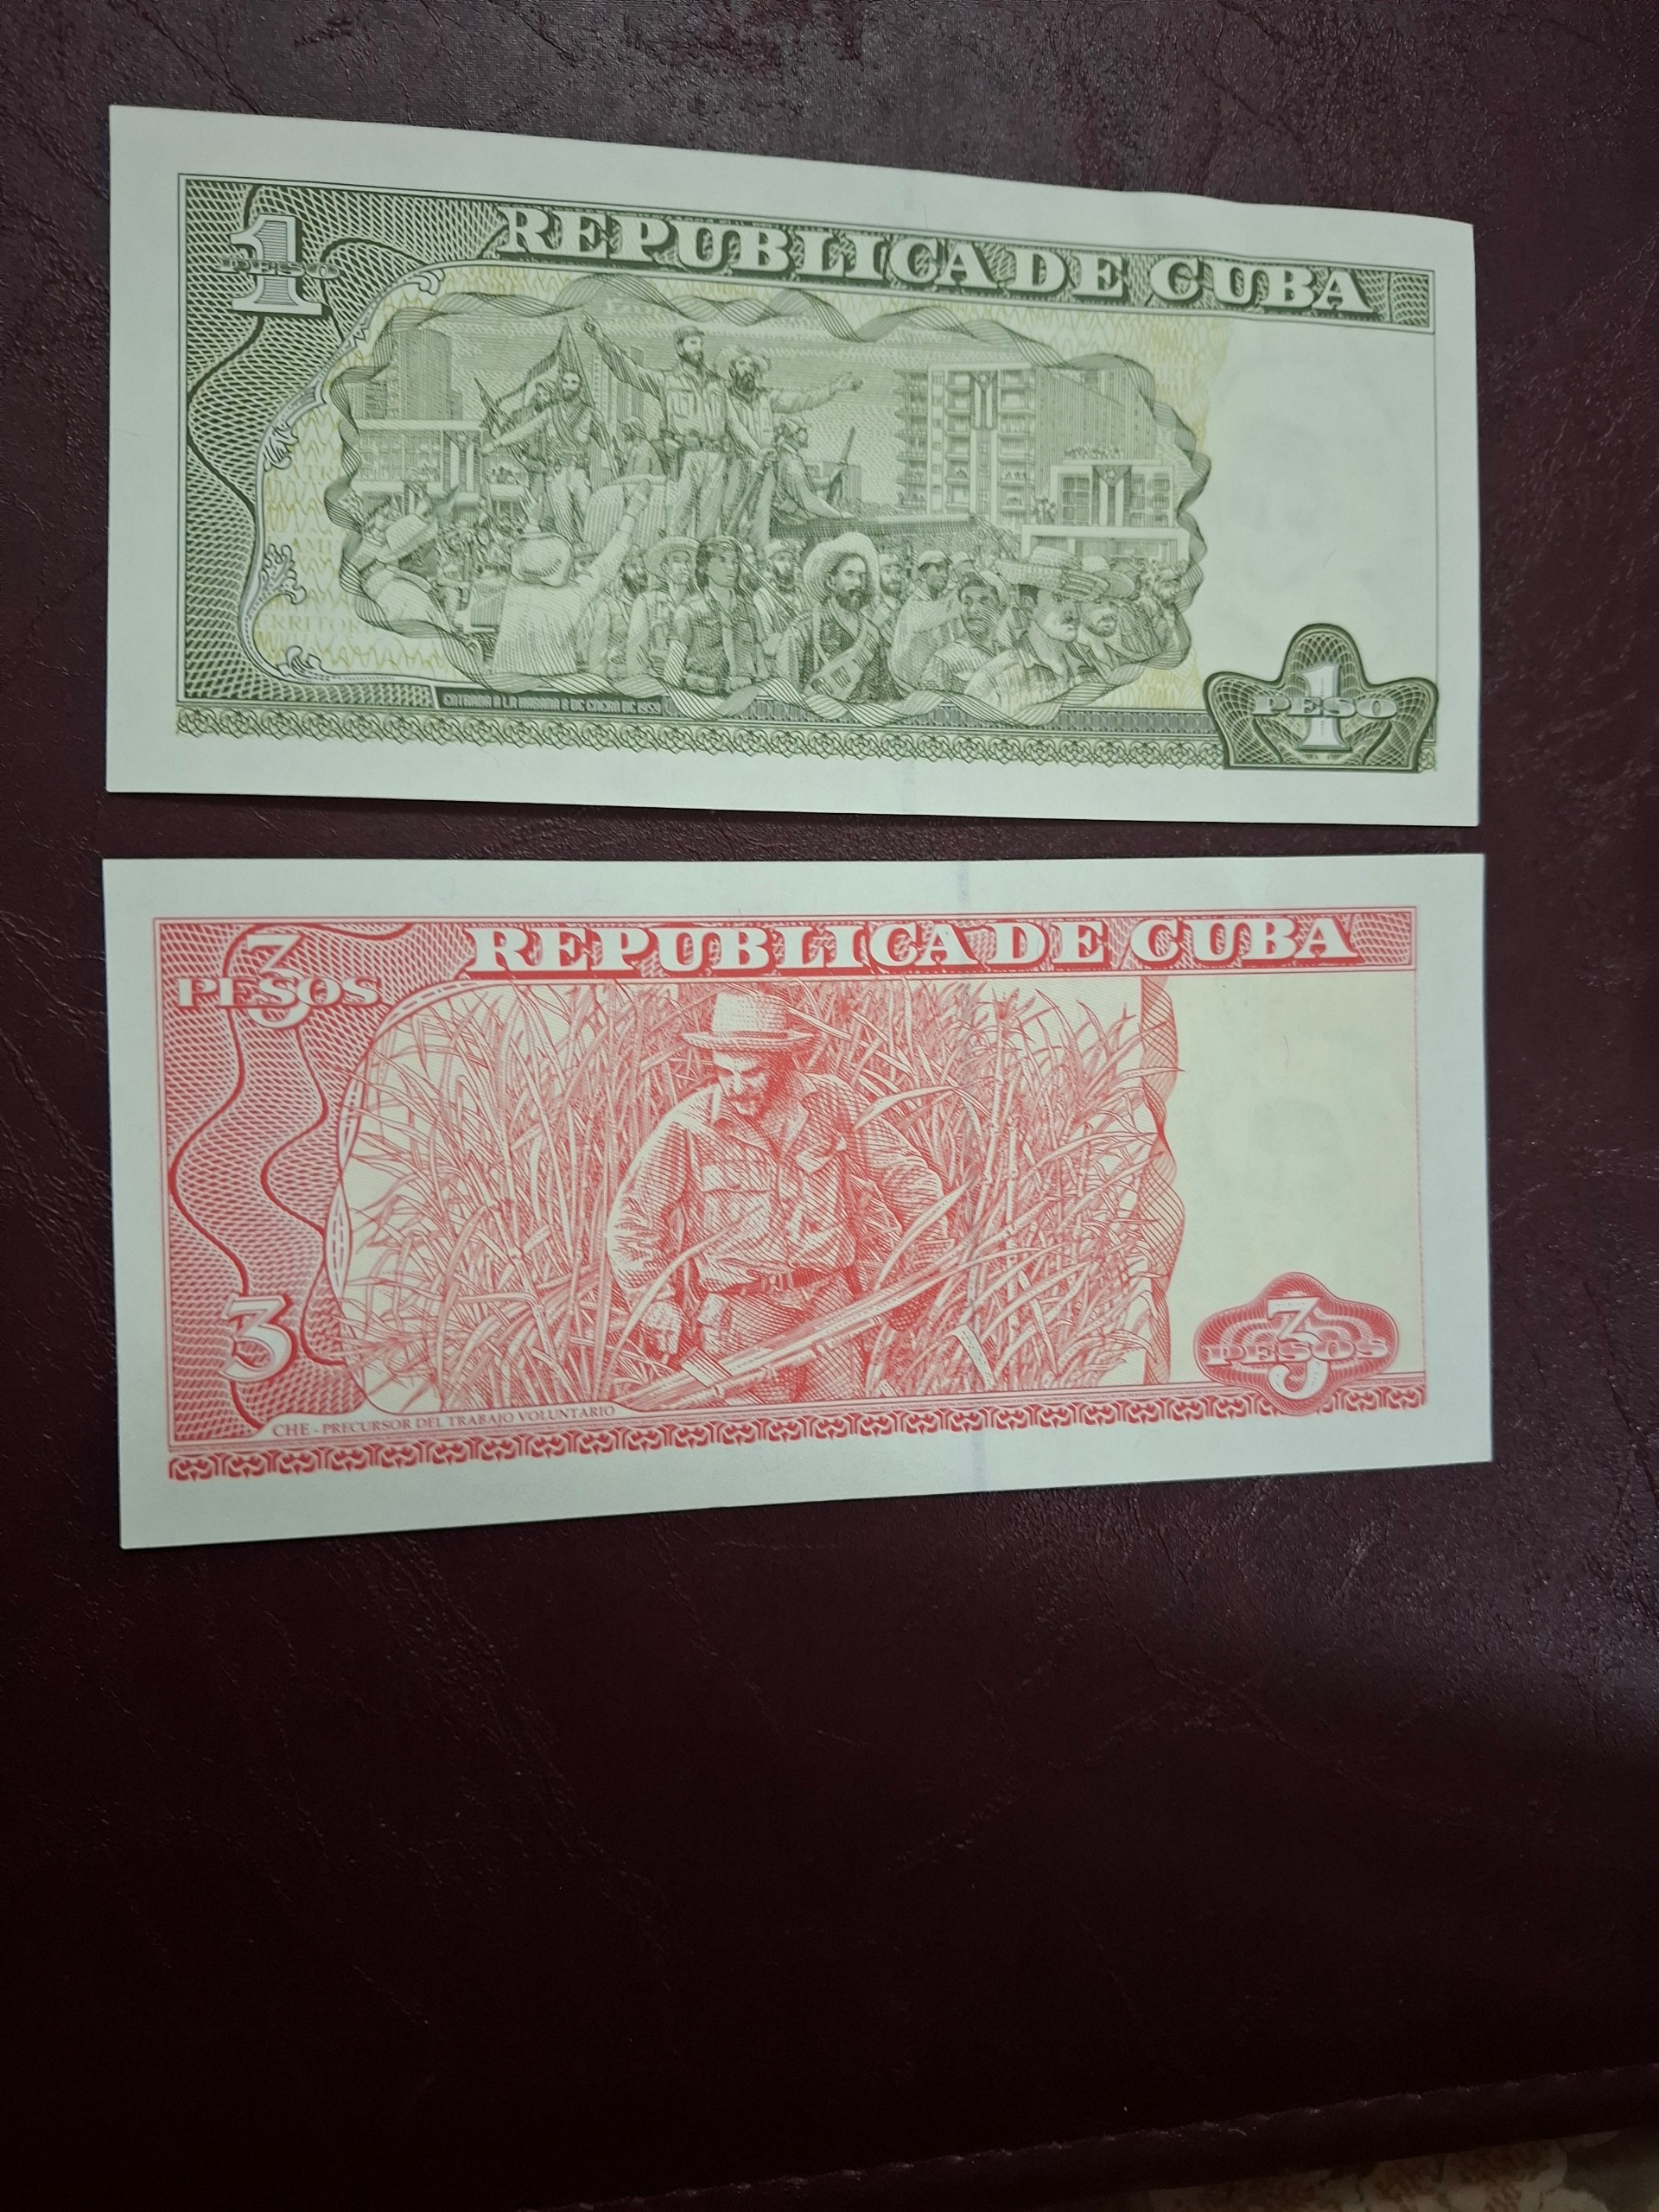 REPUBLICA DE CUBA
1
PESO
ENTRADA A LA HABANA 8 DE ENERO DE 1959
1
PESO
REPUBLICA DE CUBA
3
PESOS
3
CHE - PRECURSOR DEL TRABAJO VOLUNTARIO
3
PESOS